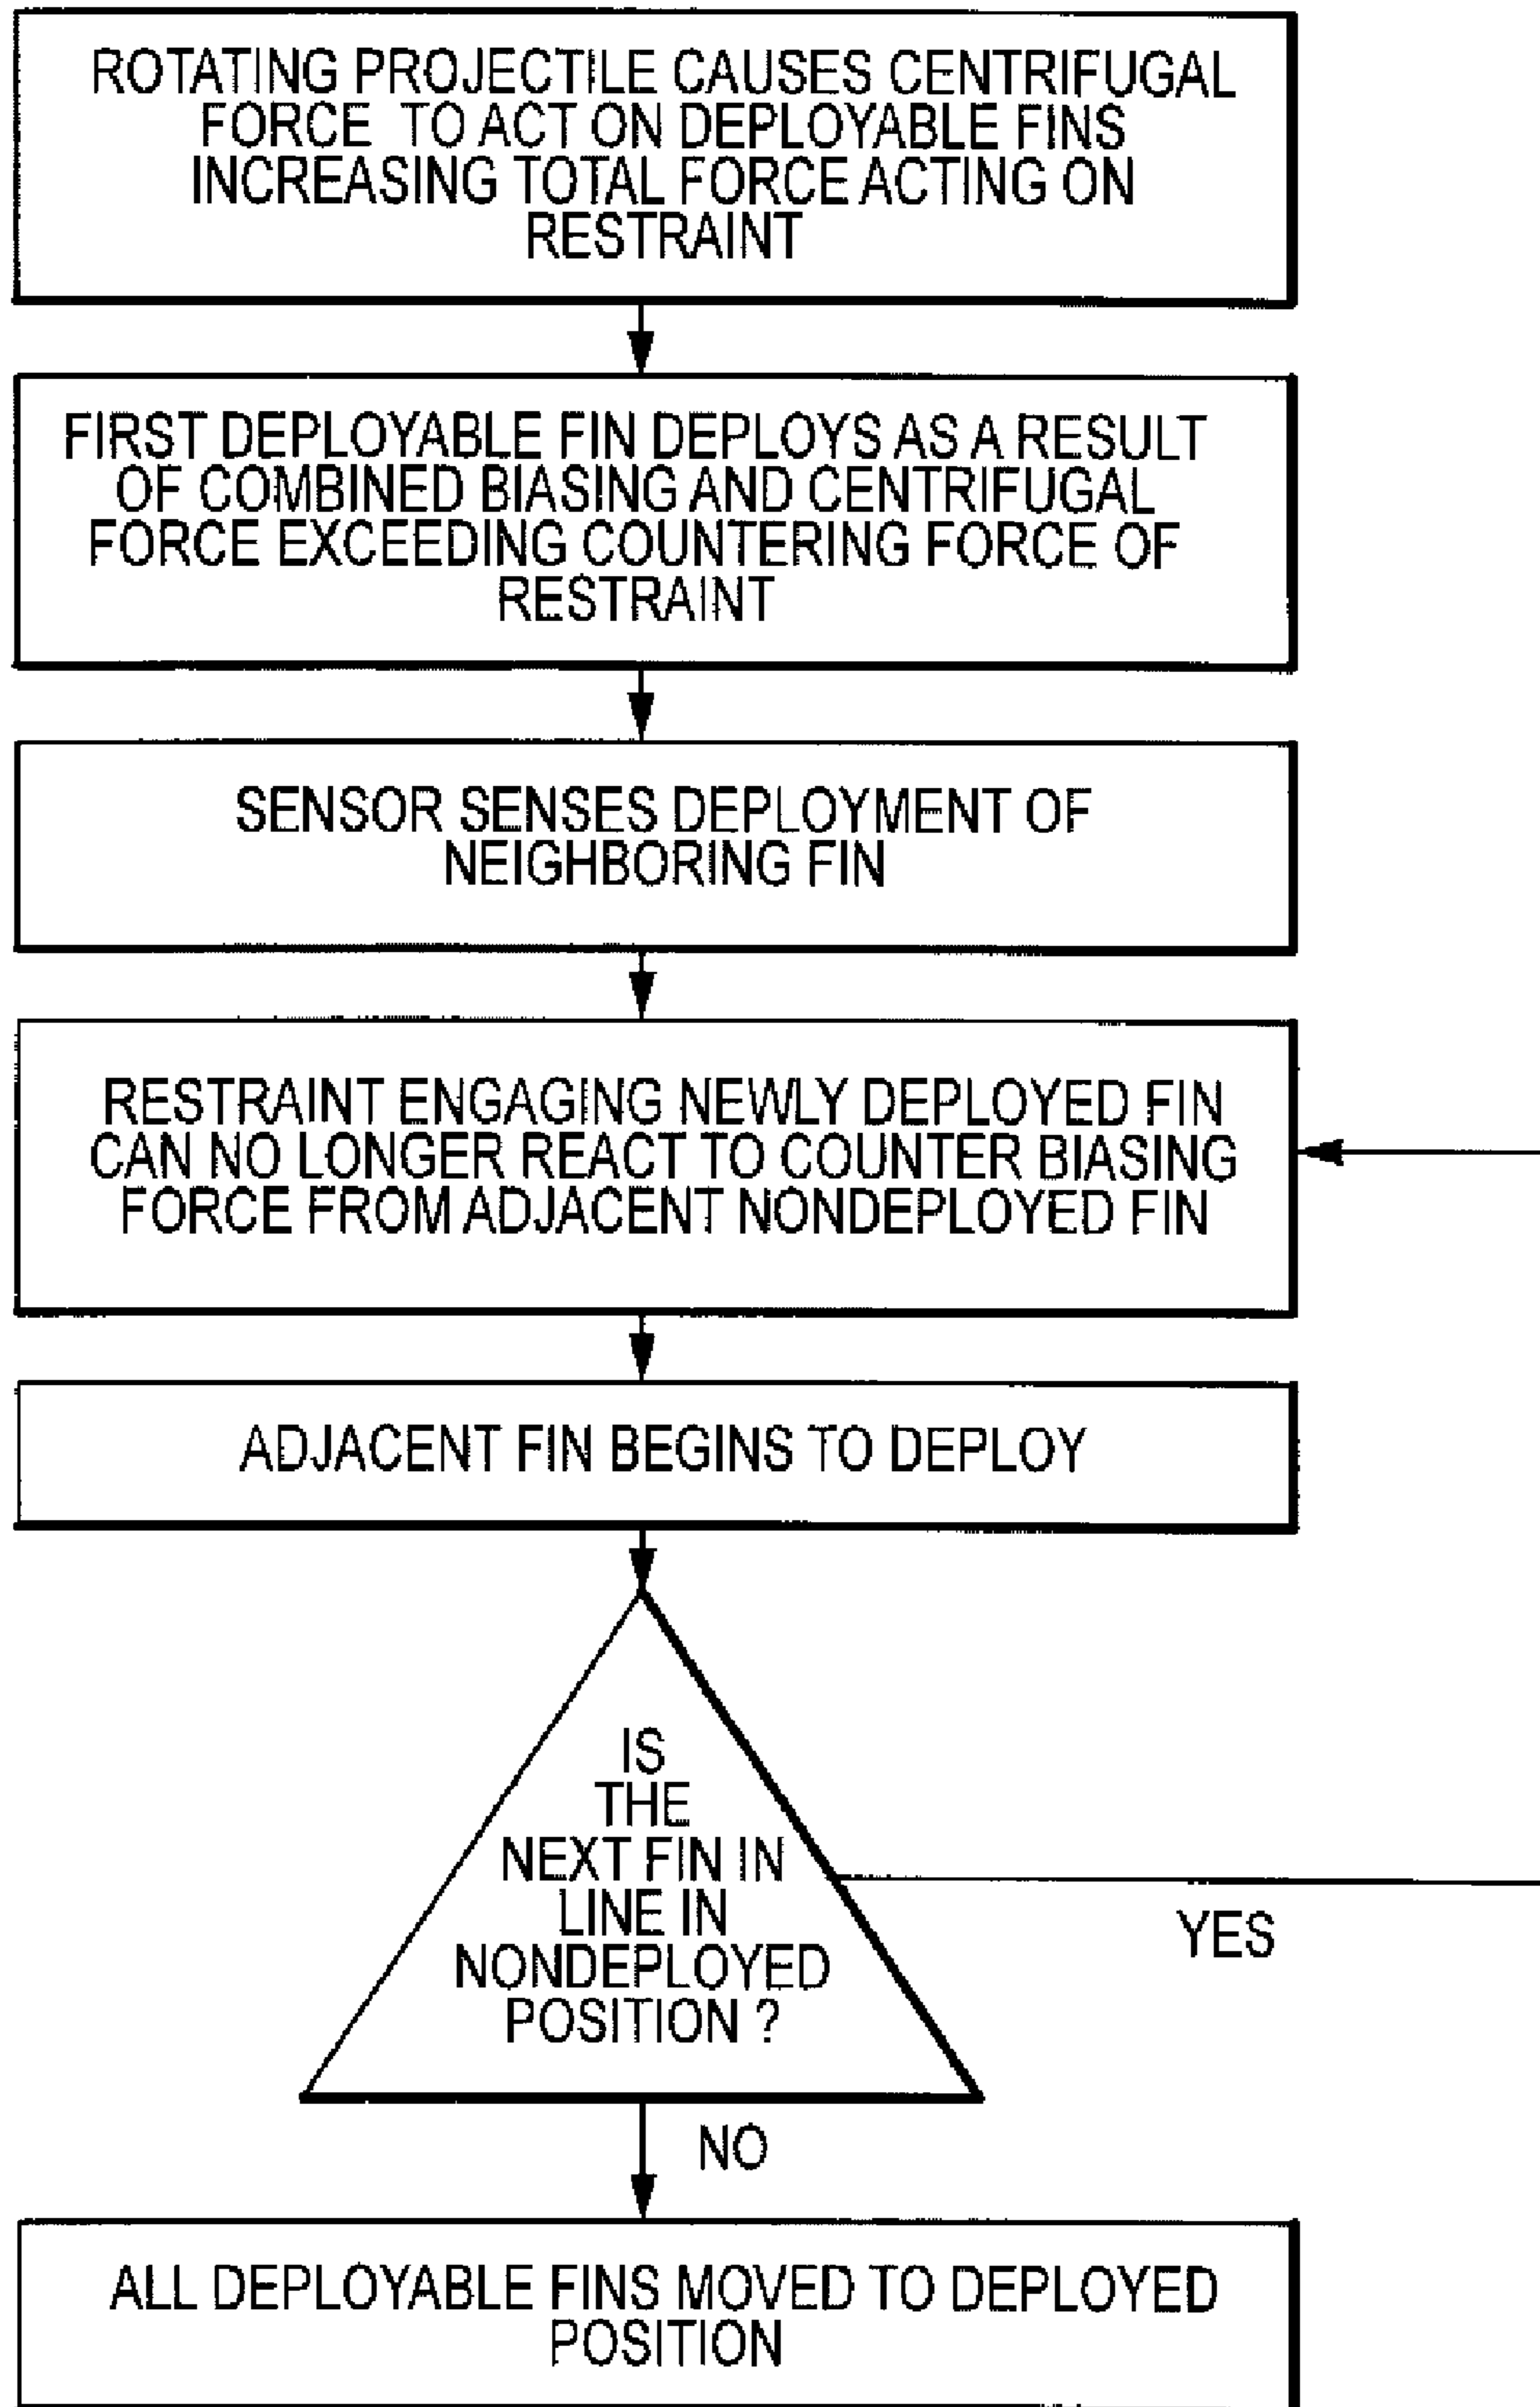 ROTATING PROJECTILE CAUSES CENTRIFUGAL
FORCE TO ACT ON DEPLOYABLE FINS
INCREASING TOTAL FORCE ACTING ON
RESTRAINT
FIRST DEPLOYABLE FIN DEPLOYS AS A RESULT
OF COMBINED BIASING AND CENTRIFUGAL
FORCE EXCEEDING COUNTERING FORCE OF
RESTRAINT
SENSOR SENSES DEPLOYMENT OF
NEIGHBORING FIN
RESTRAINT ENGAGING NEWLY DEPLOYED FIN
CAN NO LONGER REACT TO COUNTER BIASING
FORCE FROM ADJACENT NONDEPLOYED FIN
ADJACENT FIN BEGINS TO DEPLOY
IS
THE
NEXT FIN IN
LINE IN
NONDEPLOYED
POSITION ?
YES
NO
ALL DEPLOYABLE FINS MOVED TO DEPLOYED
POSITION